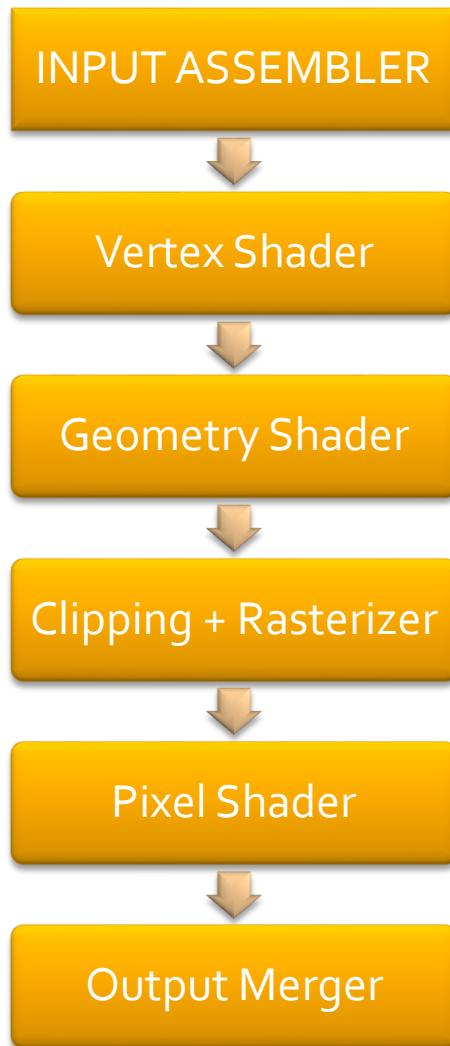 INPUT ASSEMBLER
Vertex Shader
Geometry Shader
Clipping + Rasterizer
Pixel Shader
Output Merger